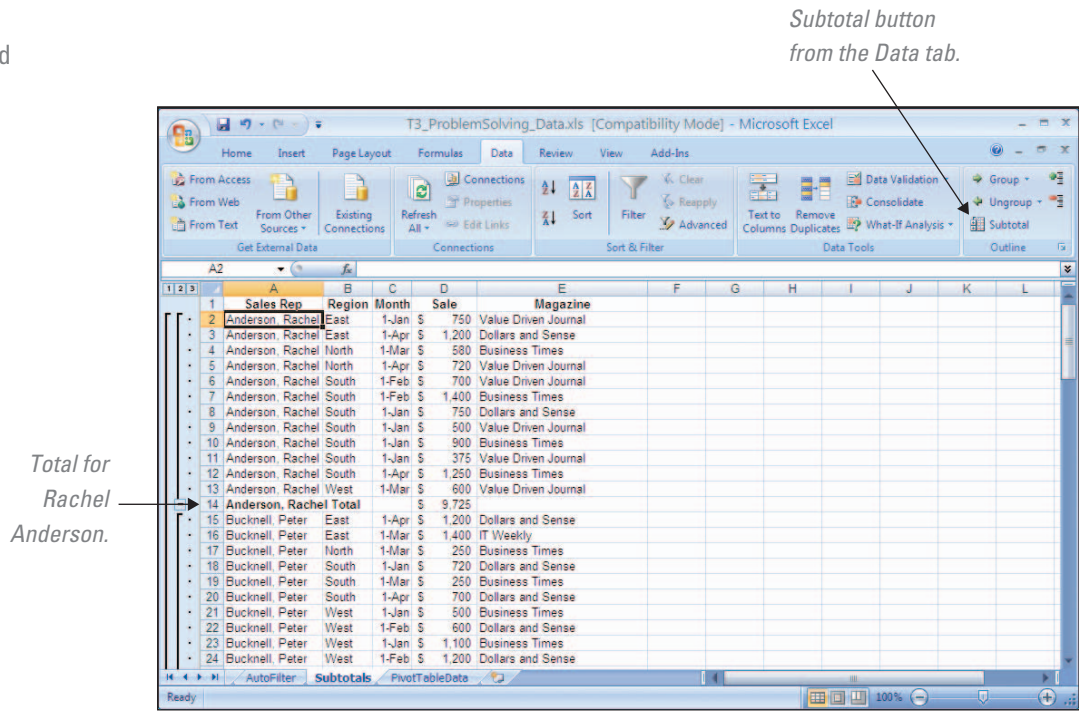 Subtotal button
from the Data tab.
d
T3_ProblemSolving_Data.xls [Compatibility Mode] - Microsoft Excel
Home Insert Page Layout Formulas Data Review View Add-Ins
From Access
From Web
From Text
From Other Sources
Existing Connections
Get External Data
Refresh All
Connections
Properties
Edit Links
Connections
Sort
Filter
Clear
Reapply
Advanced
Sort & Filter
Text to Columns
Remove Duplicates
Data Validation
Consolidate
What-If Analysis
Data Tools
Group
Ungroup
Subtotal
Outline
A2 fx
1 2 3 A B C D E F G H I J K L
1 Sales Rep Region Month Sale Magazine
2 Anderson, Rachel East 1-Jan $ 750 Value Driven Journal
3 Anderson, Rachel East 1-Apr $ 1,200 Dollars and Sense
4 Anderson, Rachel North 1-Mar $ 580 Business Times
5 Anderson, Rachel North 1-Apr $ 720 Value Driven Journal
6 Anderson, Rachel South 1-Feb $ 700 Value Driven Journal
7 Anderson, Rachel South 1-Feb $ 1,400 Business Times
8 Anderson, Rachel South 1-Jan $ 750 Dollars and Sense
9 Anderson, Rachel South 1-Jan $ 500 Value Driven Journal
10 Anderson, Rachel South 1-Jan $ 900 Business Times
11 Anderson, Rachel South 1-Jan $ 375 Value Driven Journal
12 Anderson, Rachel South 1-Apr $ 1,250 Business Times
13 Anderson, Rachel West 1-Mar $ 600 Value Driven Journal
14 Anderson, Rachel Total $ 9,725
15 Bucknell, Peter East 1-Apr $ 1,200 Dollars and Sense
16 Bucknell, Peter East 1-Mar $ 1,400 IT Weekly
17 Bucknell, Peter North 1-Mar $ 250 Business Times
18 Bucknell, Peter South 1-Jan $ 720 Dollars and Sense
19 Bucknell, Peter South 1-Mar $ 250 Business Times
20 Bucknell, Peter South 1-Apr $ 700 Dollars and Sense
21 Bucknell, Peter West 1-Jan $ 500 Business Times
22 Bucknell, Peter West 1-Feb $ 600 Dollars and Sense
23 Bucknell, Peter West 1-Jan $ 1,100 Business Times
24 Bucknell, Peter West 1-Feb $ 1,200 Dollars and Sense
Total for
Rachel
Anderson.
AutoFilter Subtotals PivotTableData
Ready 100%